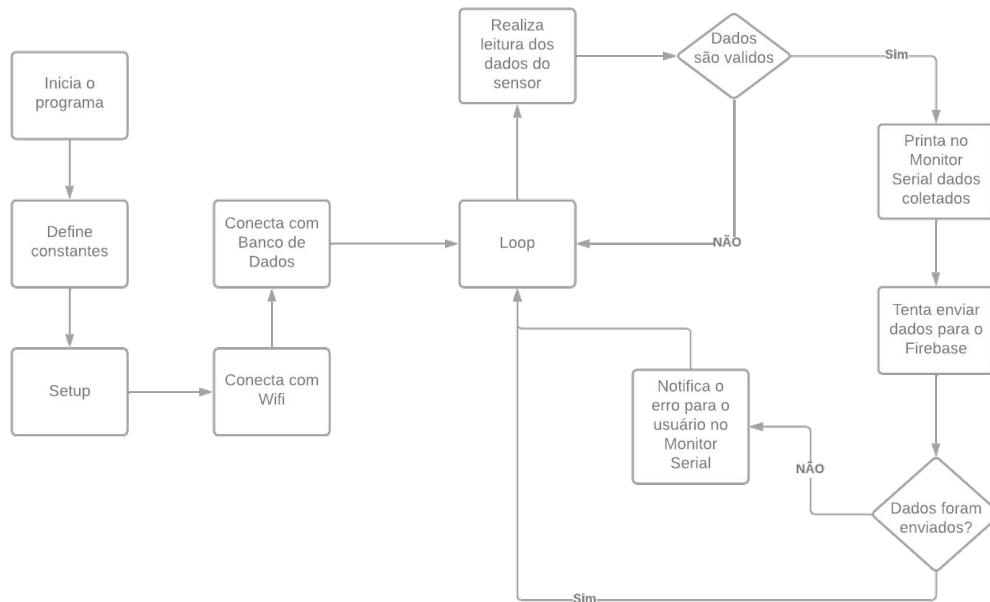 Inicia o
programa
Define
constantes
Setup
Conecta com
Wifi
Conecta com
Banco de
Dados
Loop
Realiza
leitura dos
dados do
sensor
Dados
são validos
Sim
NÃO
Printa no
Monitor
Serial dados
coletados
Tenta enviar
dados para o
Firebase
Dados foram
enviados?
NÃO
Notifica o
erro para o
usuário no
Monitor
Serial
Sim